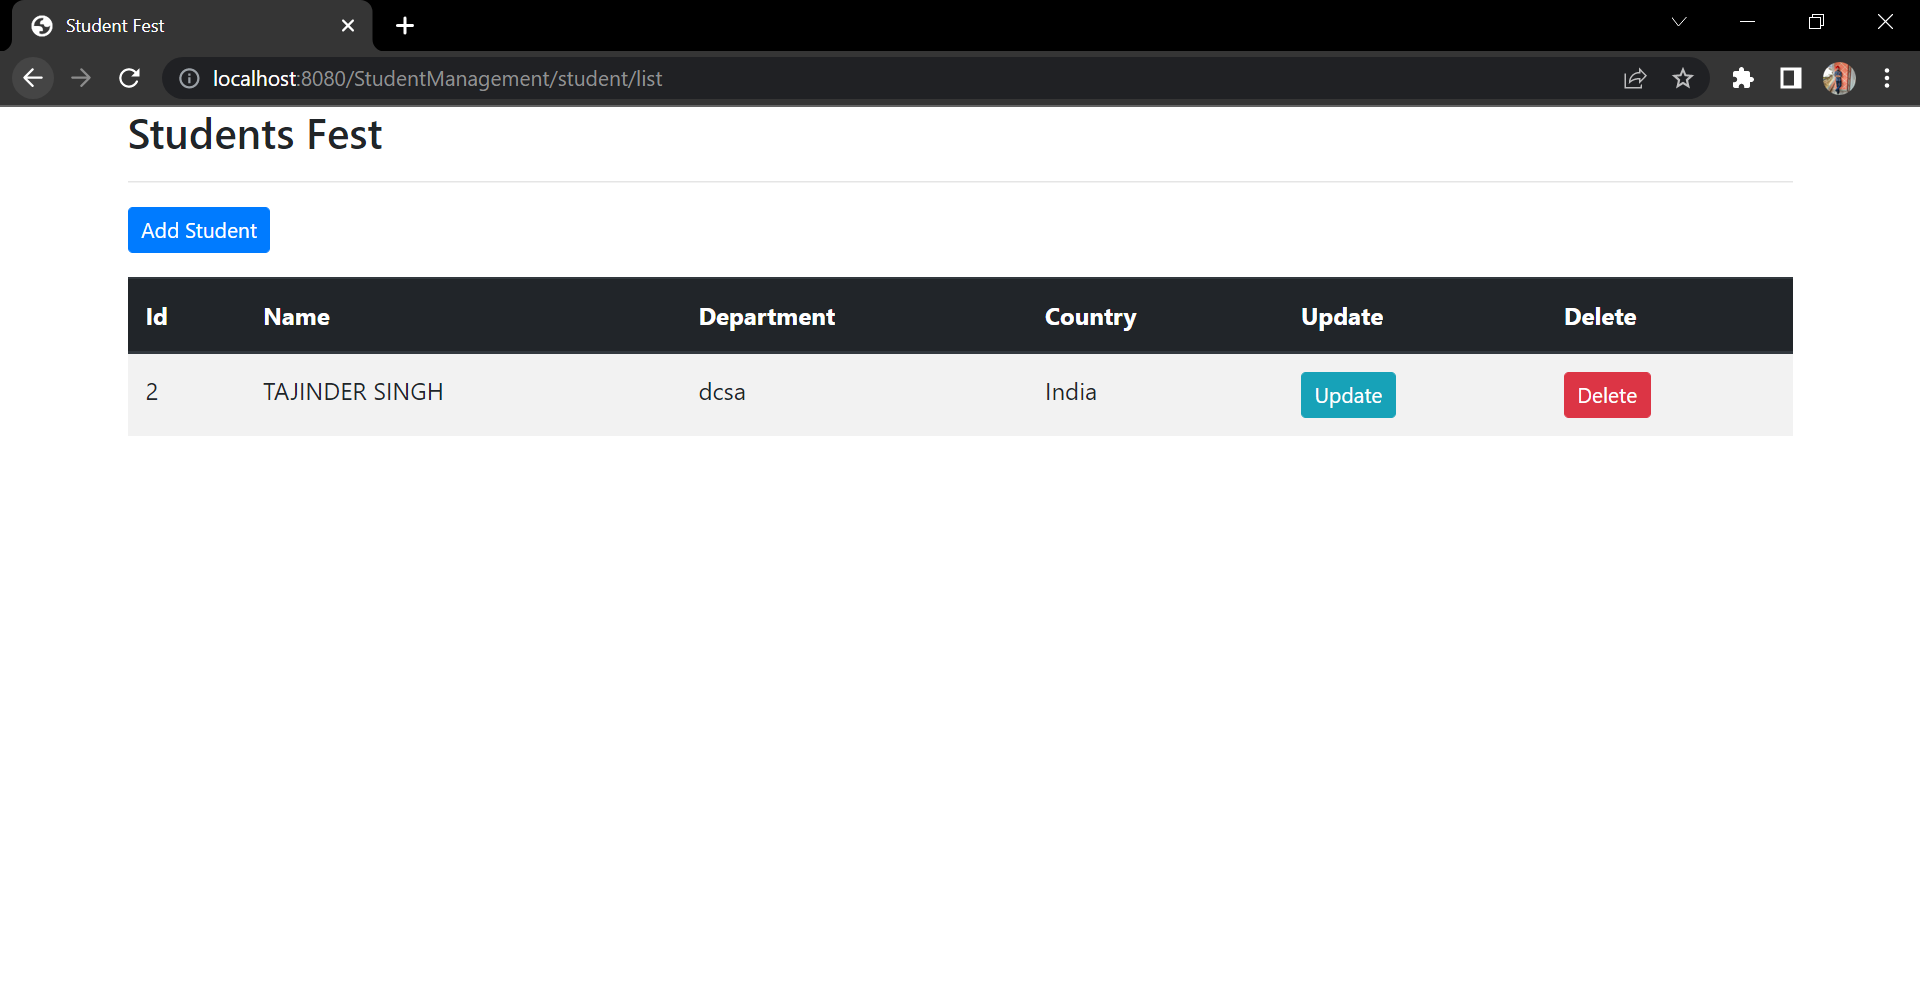 Student Fest
localhost:8080/StudentManagement/student/list
Students Fest
Add Student
Id Name Department Country Update Delete
2 TAJINDER SINGH dcsa India Update Delete